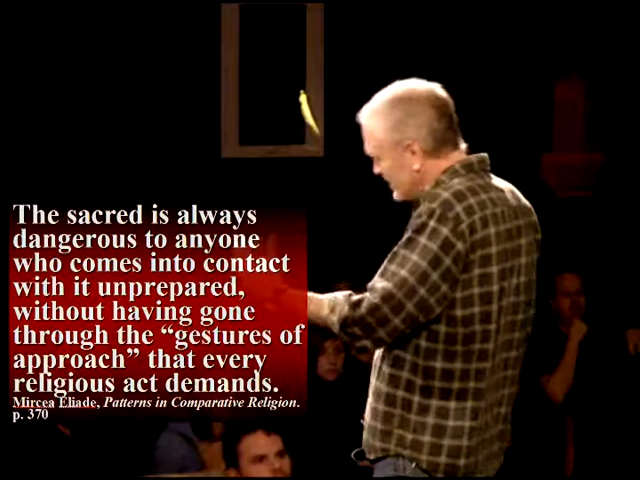 The sacred is always
dangerous to anyone
who comes into contact
with it unprepared,
without having gone
through the “gestures of
approach” that every
religious act demands.
Mircea Eliade, Patterns in Comparative Religion.
p. 370